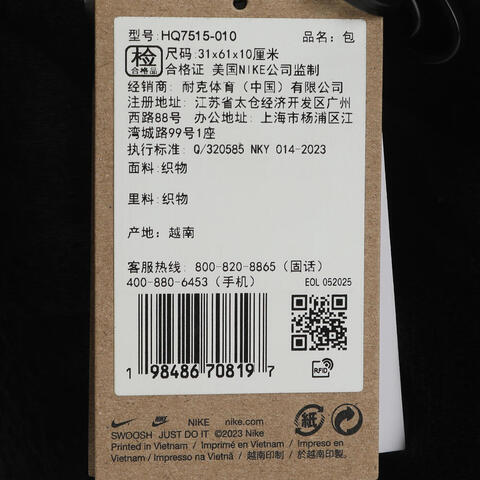 型号: HQ7515-010 品名: 包
检 合格品 尺码: 31x61x10厘米
合格证 美国NIKE公司监制
经销商: 耐克体育（中国）有限公司
注册地址: 江苏省太仓经济开发区广州
西路88号 办公地址: 上海市杨浦区江
湾城路99号1座
执行标准: Q/320585 NKY 014-2023
面料: 织物
里料: 织物
产地: 越南
客服热线: 800-820-8865（固话）
400-880-6453（手机） EOL 052025
1 98486 70819 7
RFID
NIKE nike.com
SWOOSH JUST DO IT ©2023 Nike
Printed in Vietnam / Imprimé en Vietnam / Impreso en
Vietnam / Impresso na Vietnã / 越南印制 / 於越南印製。
紙